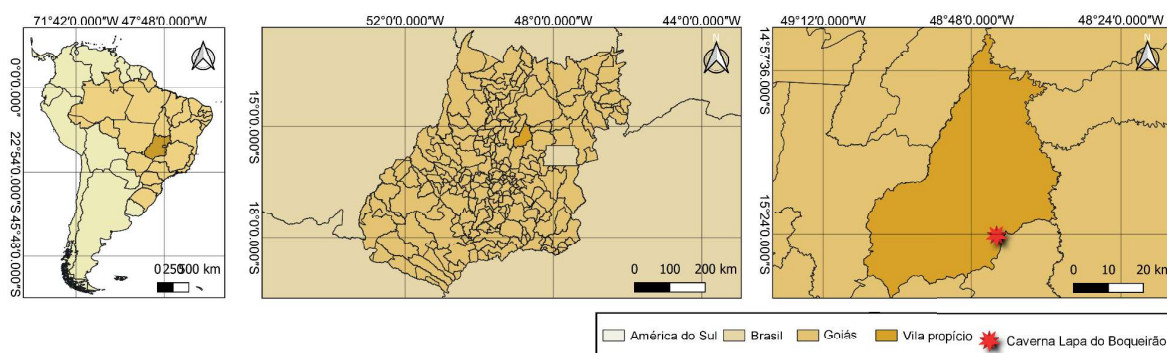 71°42'0.000"W 47°48'0.000"W
0°0'0.000"
22°54'0.000"S
45°43'0.000"S
N
0 250 500 km
52°0'0.000"W 48°0'0.000"W 44°0'0.000"W
15°0'0.000"S
18°0'0.000"S
N
0 100 200 km
49°12'0.000"W 48°48'0.000"W 48°24'0.000"W
14°57'36.000"S
15°24'0.000"S
N
0 10 20 km
América do Sul Brasil Goiás Vila propício Caverna Lapa do Boqueirão